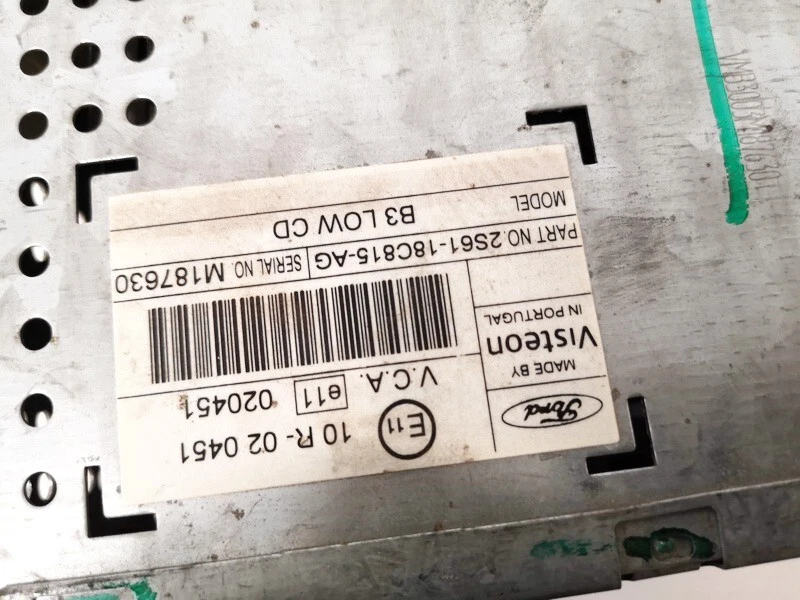 Ford
E11
10 R - 02 0451
MADE BY
Visteon
IN PORTUGAL
V.C.A. e11 020451
PART NO. 2S61-18C815-AG SERIAL NO. M187630
MODEL B3 LOW CD